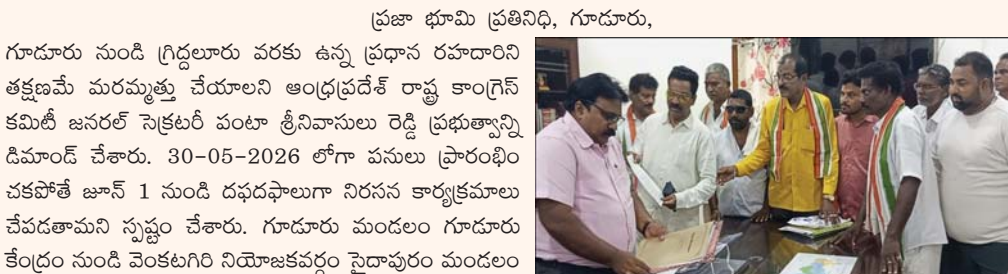 ప్రజా భూమి ప్రతినిధి, గూడూరు,
గూడూరు నుండి గ్రిద్దలూరు వరకు ఉన్న ప్రధాన రహదారిని
తక్షణమే మరమ్మత్తు చేయాలని ఆంధ్రప్రదేశ్ రాష్ట్ర కాంగ్రెస్
కమిటీ జనరల్ సెక్రటరీ పంటా శ్రీనివాసులు రెడ్డి ప్రభుత్వాన్ని
డిమాండ్ చేశారు. 30-05-2026 లోగా పనులు ప్రారంభిం
చకపోతే జూన్ 1 నుండి దఫదఫాలుగా నిరసన కార్యక్రమాలు
చేపడతామని స్పష్టం చేశారు. గూడూరు మండలం గూడూరు
కేంద్రం నుండి వెంకటగిరి నియోజకవర్గం సైదాపురం మండలం